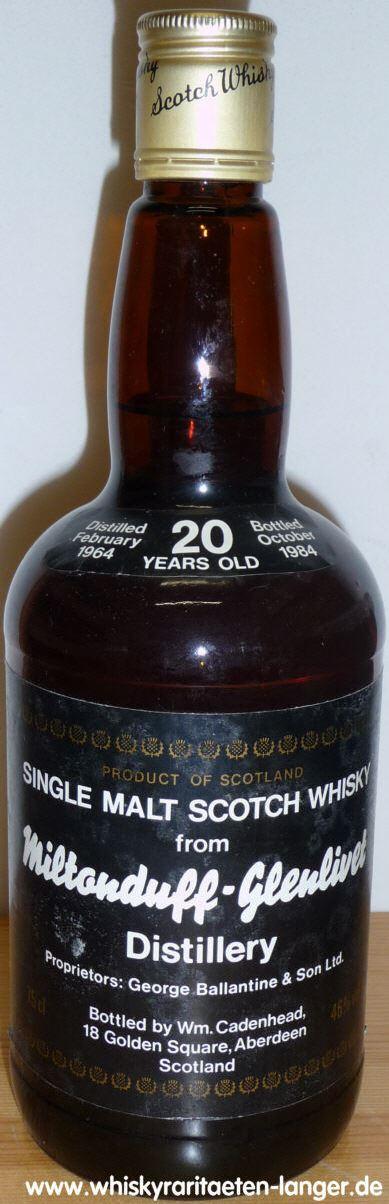 Scotch Whisky
Distilled
February
1964
20
YEARS OLD
Bottled
October
1984
PRODUCT OF SCOTLAND
SINGLE MALT SCOTCH WHISKY
from
Miltonduff-Glenlivet
Distillery
Proprietors: George Ballantine & Son Ltd.
75cl
46%
Bottled by Wm. Cadenhead,
18 Golden Square, Aberdeen
Scotland
www.whiskyraritaeten-langer.de